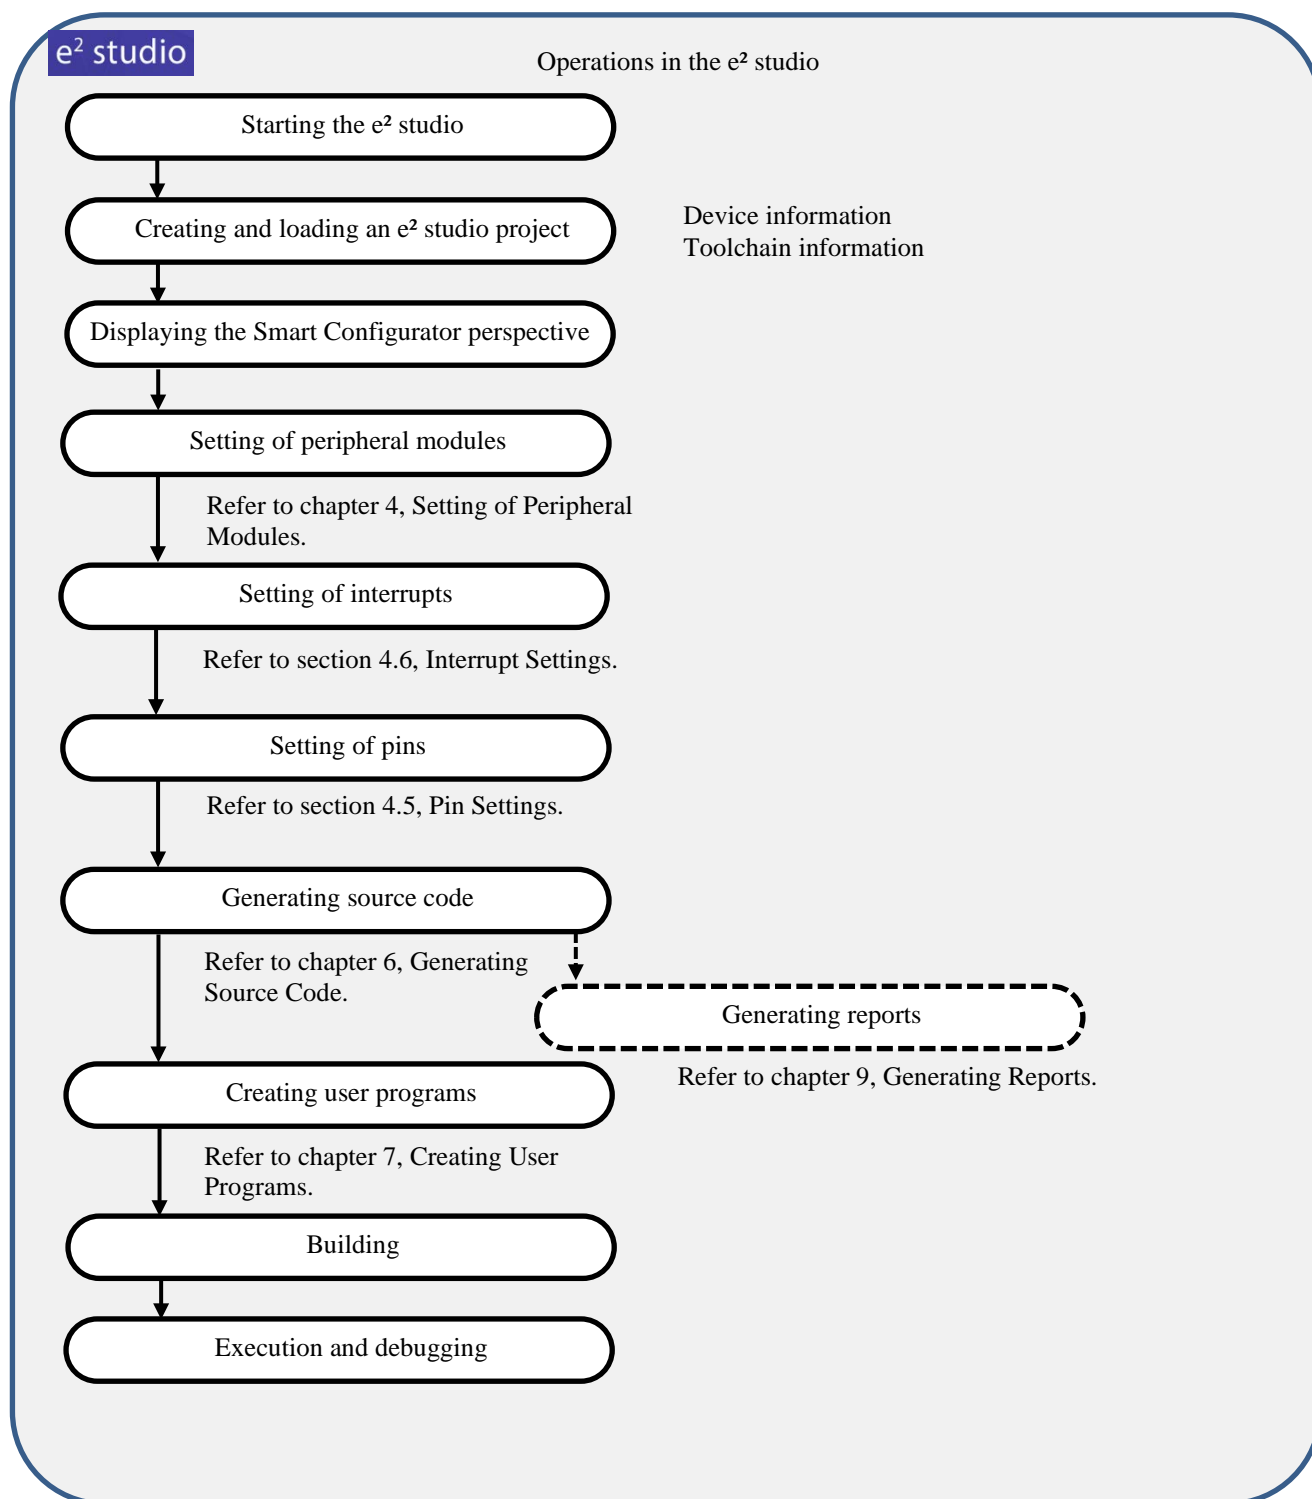 e² studio
Operations in the e² studio
Starting the e² studio
Creating and loading an e² studio project
Device information
Toolchain information
Displaying the Smart Configurator perspective
Setting of peripheral modules
Refer to chapter 4, Setting of Peripheral
Modules.
Setting of interrupts
Refer to section 4.6, Interrupt Settings.
Setting of pins
Refer to section 4.5, Pin Settings.
Generating source code
Refer to chapter 6, Generating
Source Code.
Generating reports
Refer to chapter 9, Generating Reports.
Creating user programs
Refer to chapter 7, Creating User
Programs.
Building
Execution and debugging